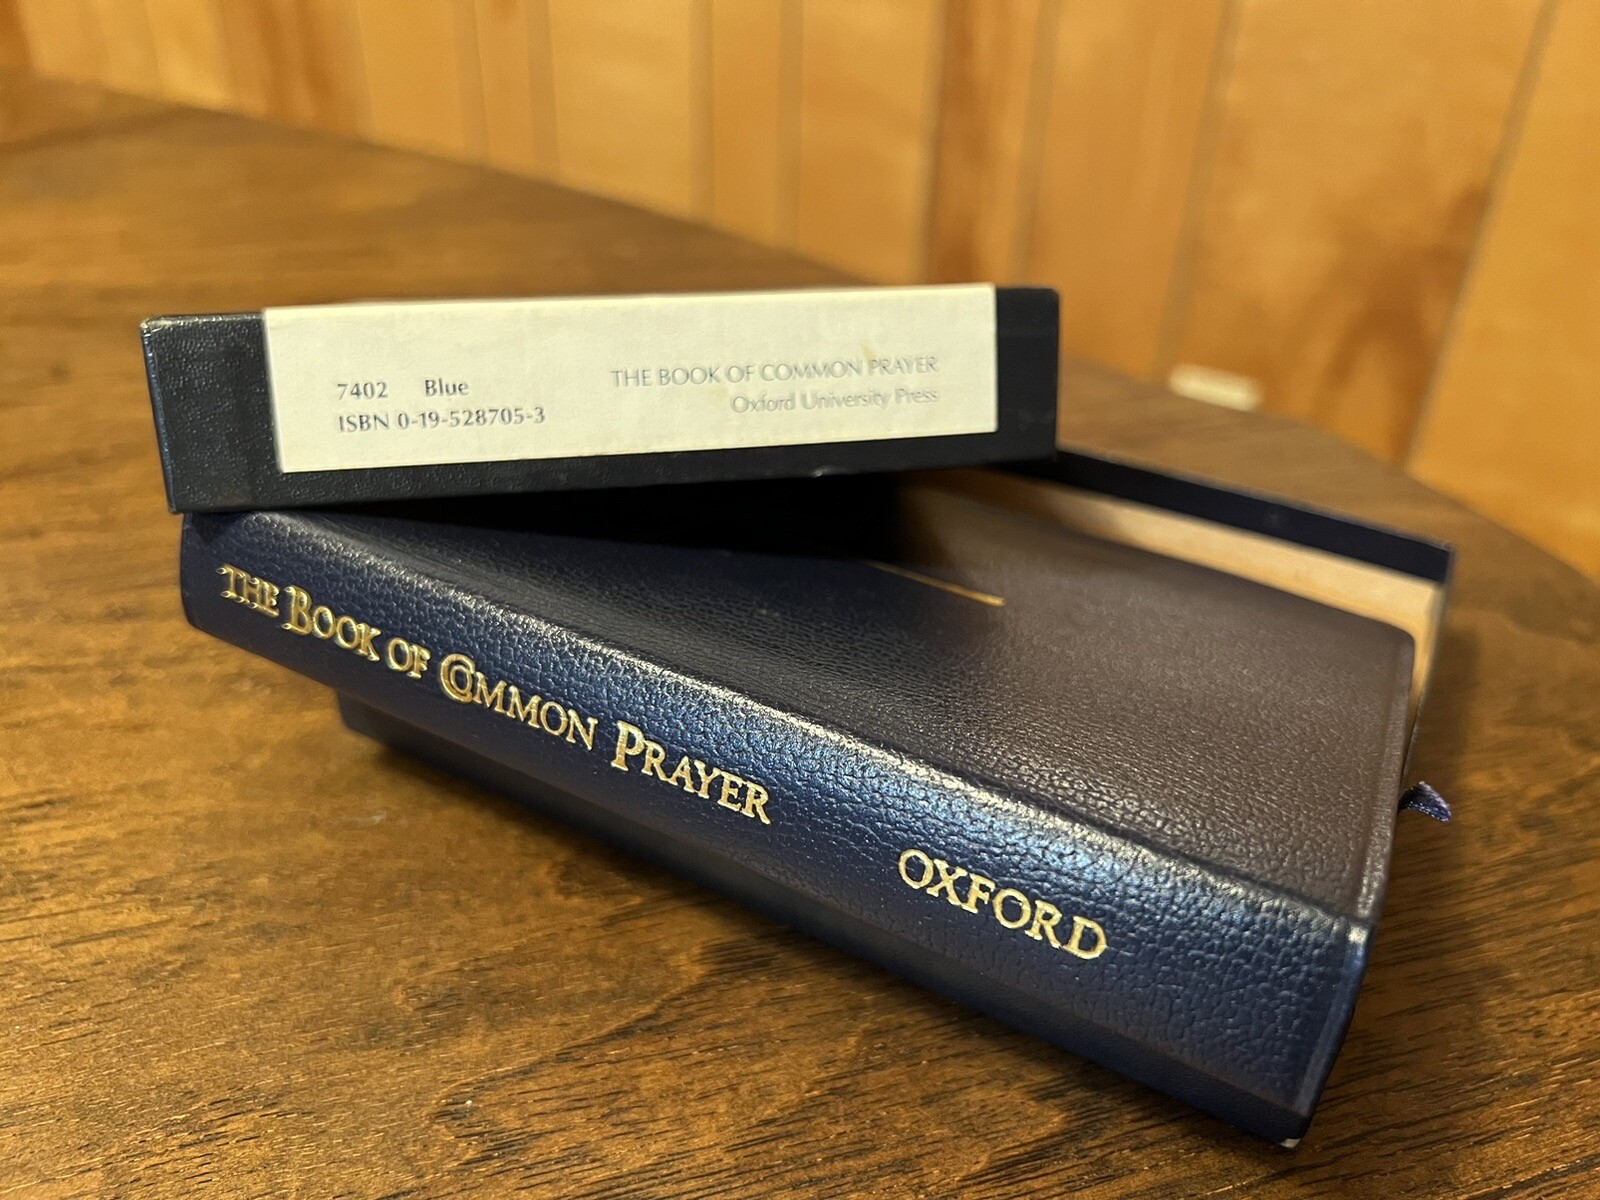 7402 Blue
ISBN 0-19-528705-3
THE BOOK OF COMMON PRAYER
Oxford University Press
THE BOOK OF COMMON PRAYER
OXFORD